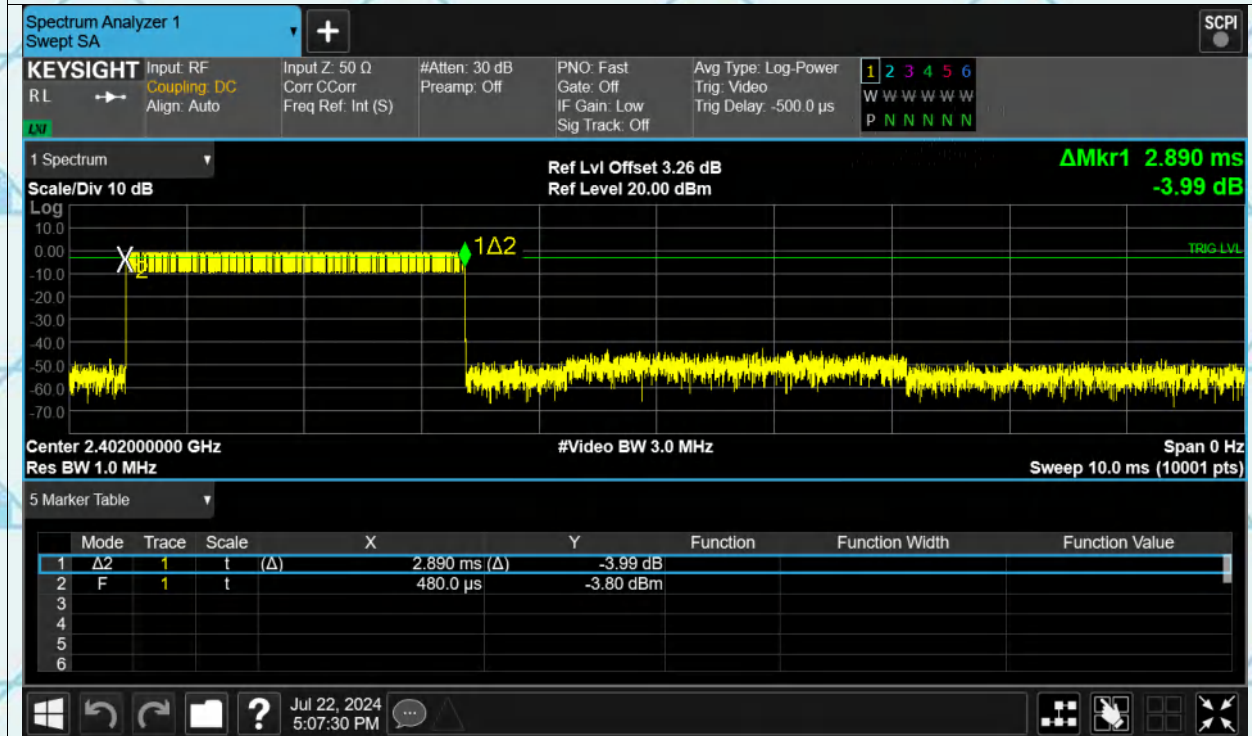 Spectrum Analyzer 1
Swept SA
+
SCPI
KEYSIGHT
RL
LXI
Input: RF
Coupling: DC
Align: Auto
Input Z: 50 Ω
Corr CCorr
Freq Ref: Int (S)
#Atten: 30 dB
Preamp: Off
PNO: Fast
Gate: Off
IF Gain: Low
Sig Track: Off
Avg Type: Log-Power
Trig: Video
Trig Delay: -500.0 µs
1 2 3 4 5 6
W W W W W W
P N N N N N
1 Spectrum
Scale/Div 10 dB
Ref Lvl Offset 3.26 dB
Ref Level 20.00 dBm
ΔMkr1 2.890 ms
-3.99 dB
Log
10.0
0.00
-10.0
-20.0
-30.0
-40.0
-50.0
-60.0
-70.0
X
2
1Δ2
TRIG LVL
Center 2.402000000 GHz
#Video BW 3.0 MHz
Span 0 Hz
Res BW 1.0 MHz
Sweep 10.0 ms (10001 pts)
5 Marker Table
Mode Trace Scale X Y Function Function Width Function Value
1 Δ2 1 t (Δ) 2.890 ms (Δ) -3.99 dB
2 F 1 t 480.0 µs -3.80 dBm
3
4
5
6
?
Jul 22, 2024
5:07:30 PM